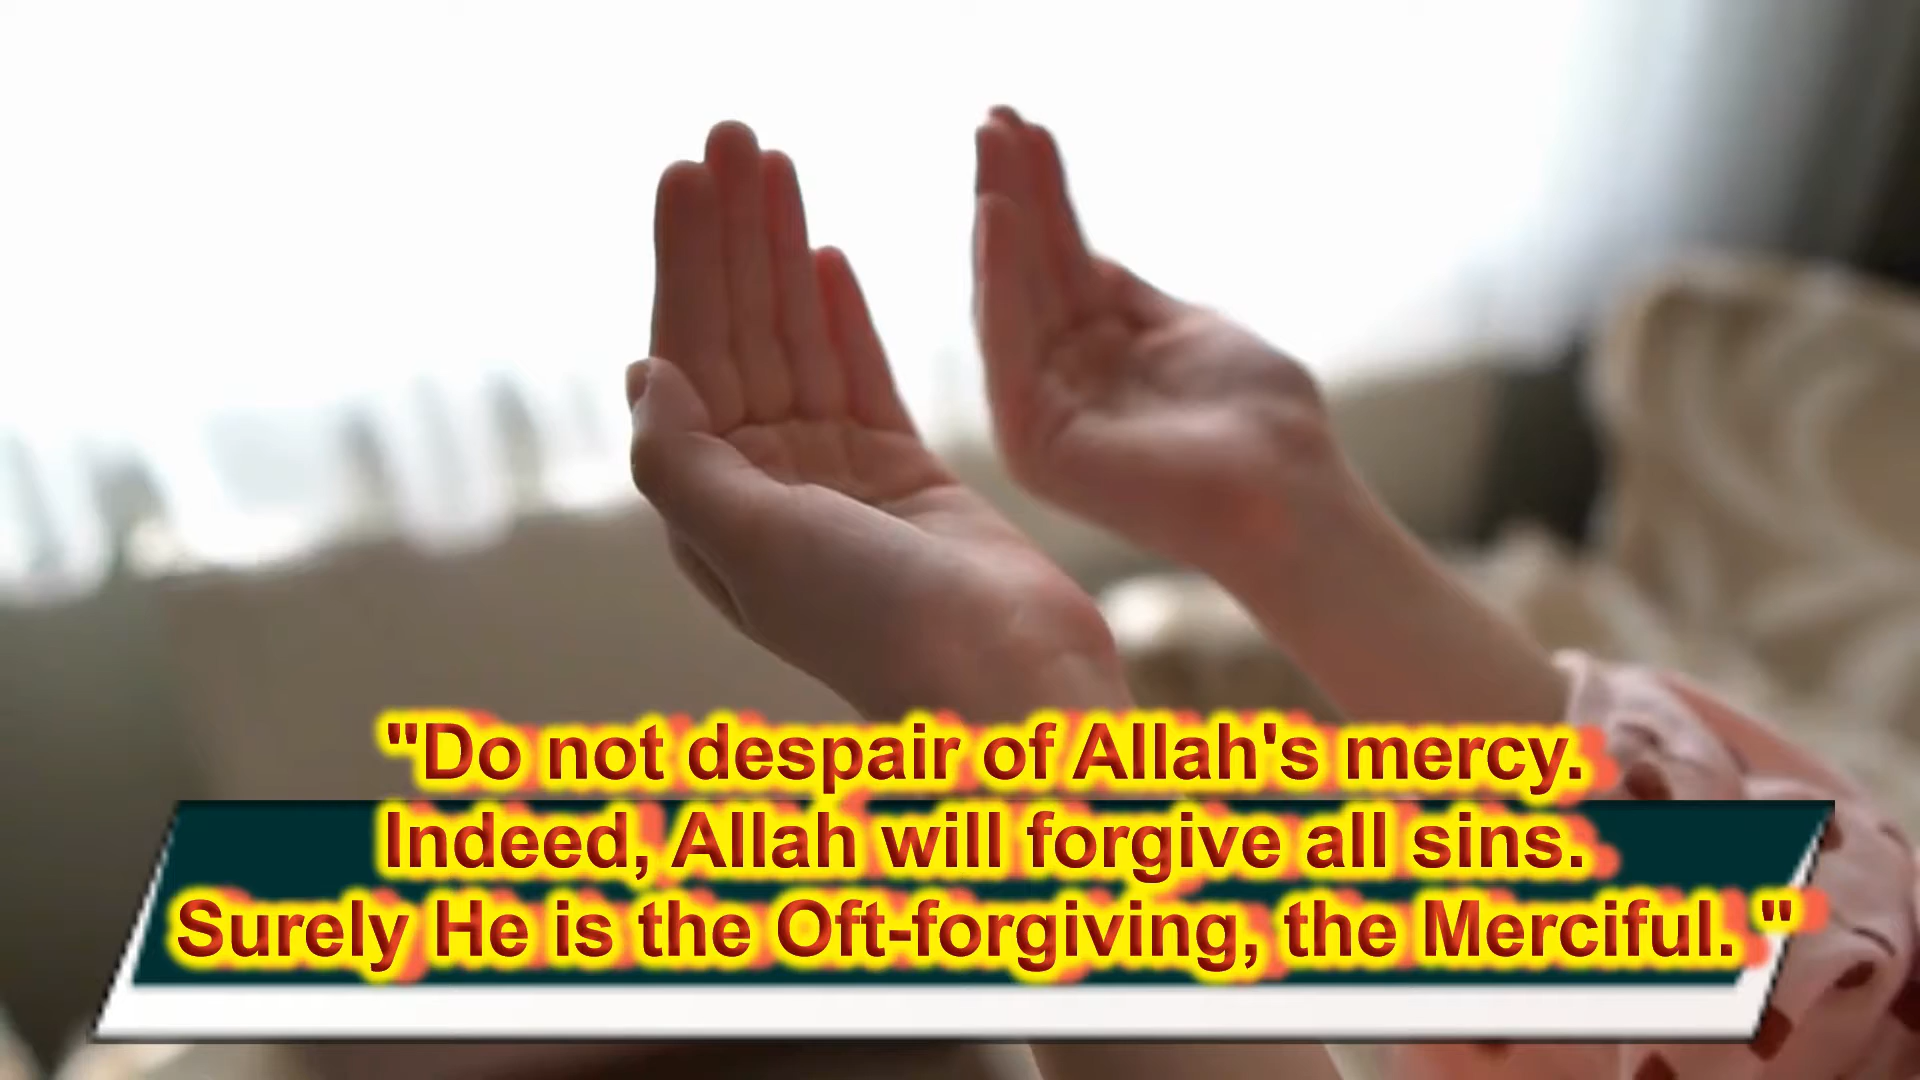 "Do not despair of Allah's mercy.
Indeed, Allah will forgive all sins.
Surely He is the Oft-forgiving, the Merciful. "